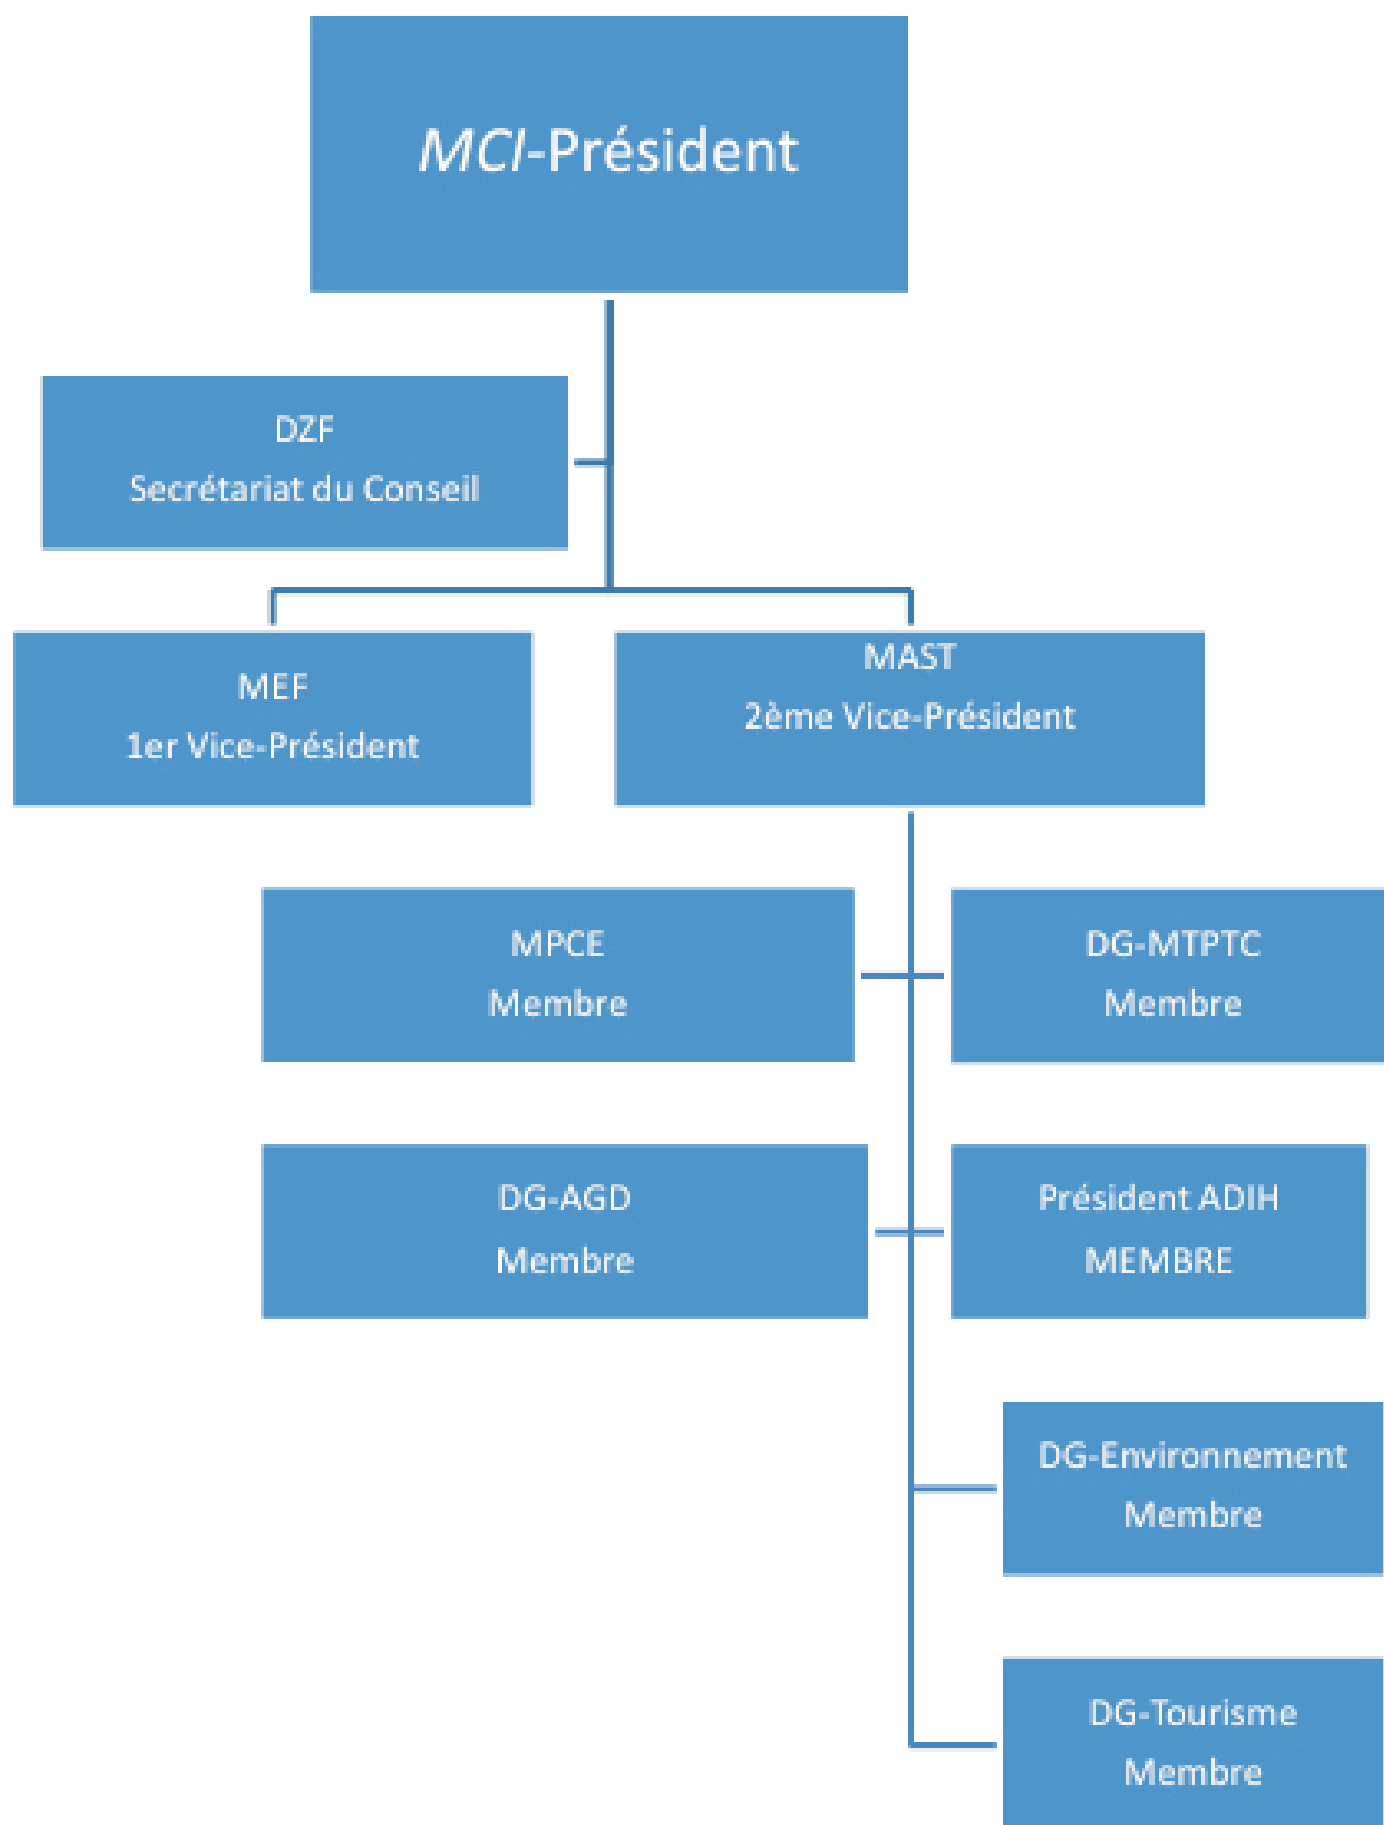 MCI-Président
DZF
Secrétariat du Conseil
MEF
1er Vice-Président
MAST
2ème Vice-Président
MPCE
Membre
DG-MTPTC
Membre
DG-AGD
Membre
Président ADIH
MEMBRE
DG-Environnement
Membre
DG-Tourisme
Membre